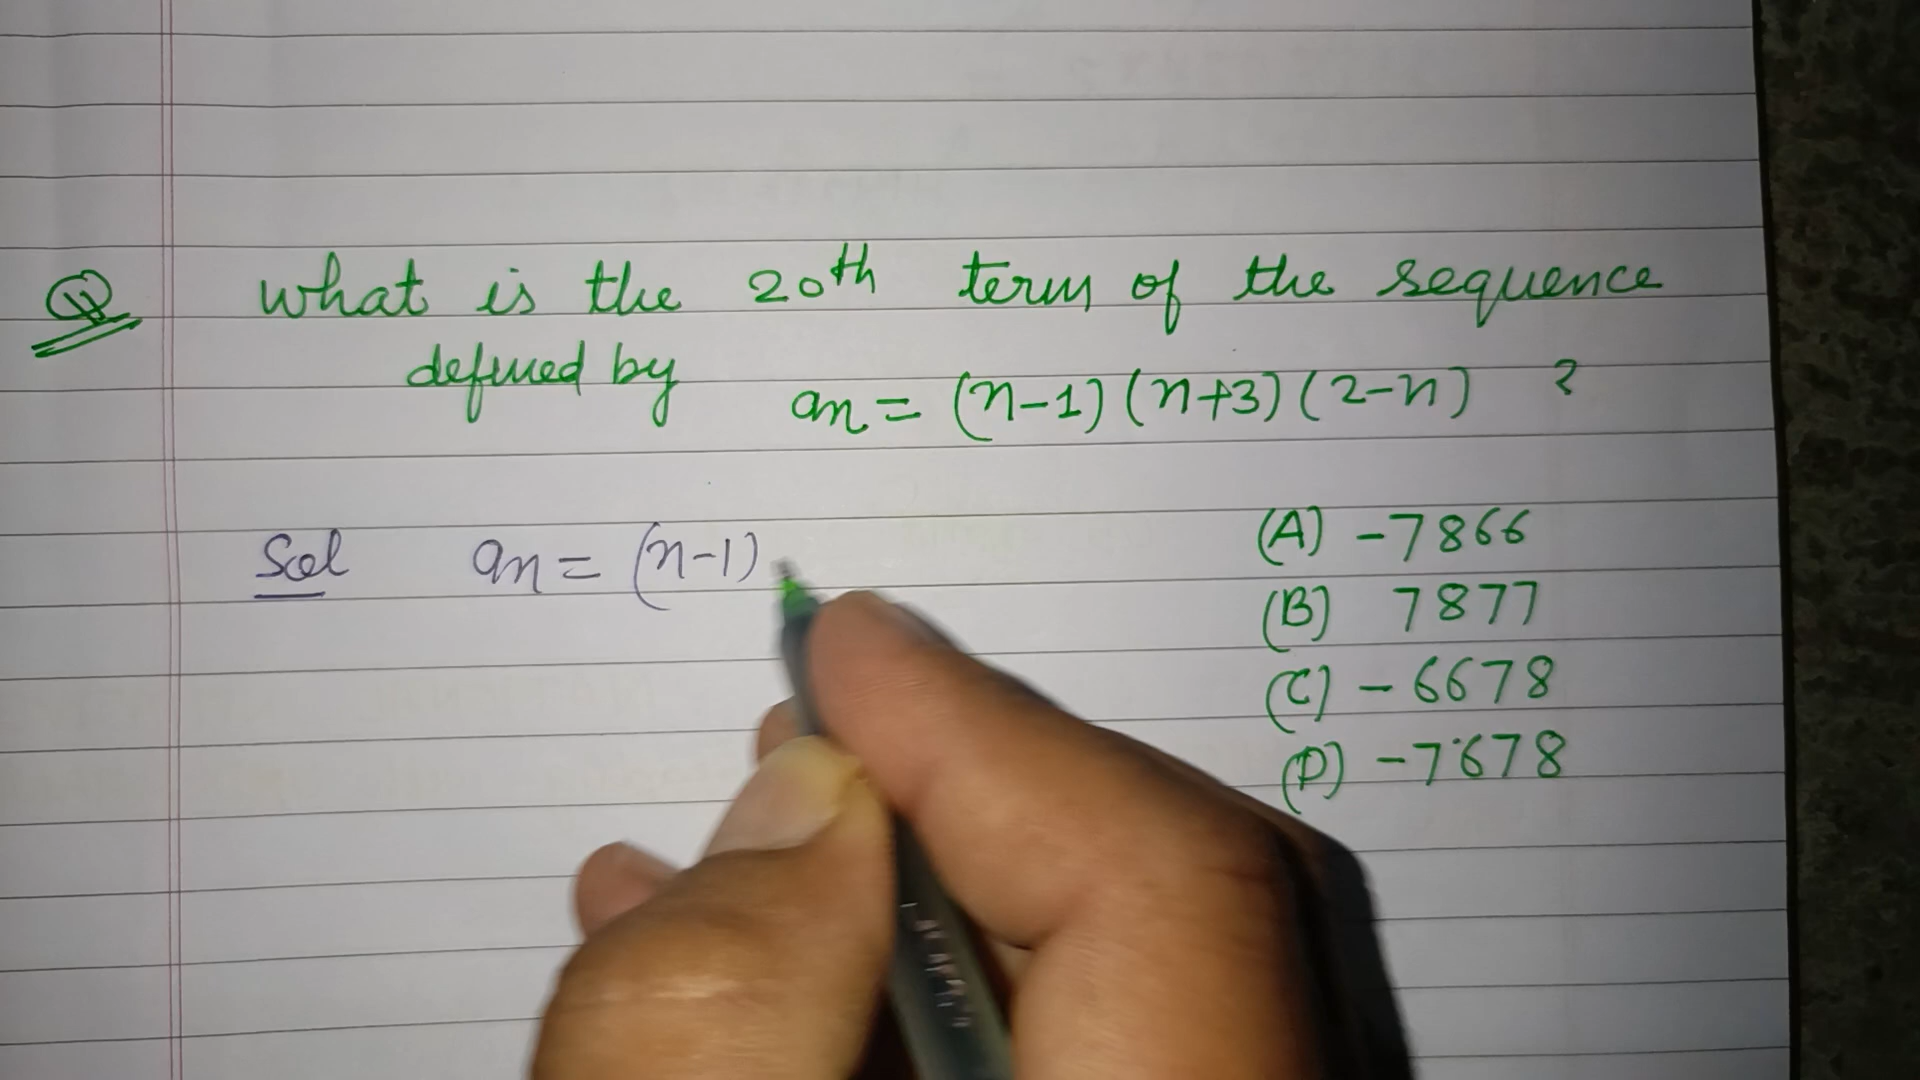 Q what is the 20th term of the sequence
defined by an = (n-1) (n+3) (2-n) ?
Sol an = (n-1)
(A) -7866
(B) 7877
(C) -6678
(D) -7678